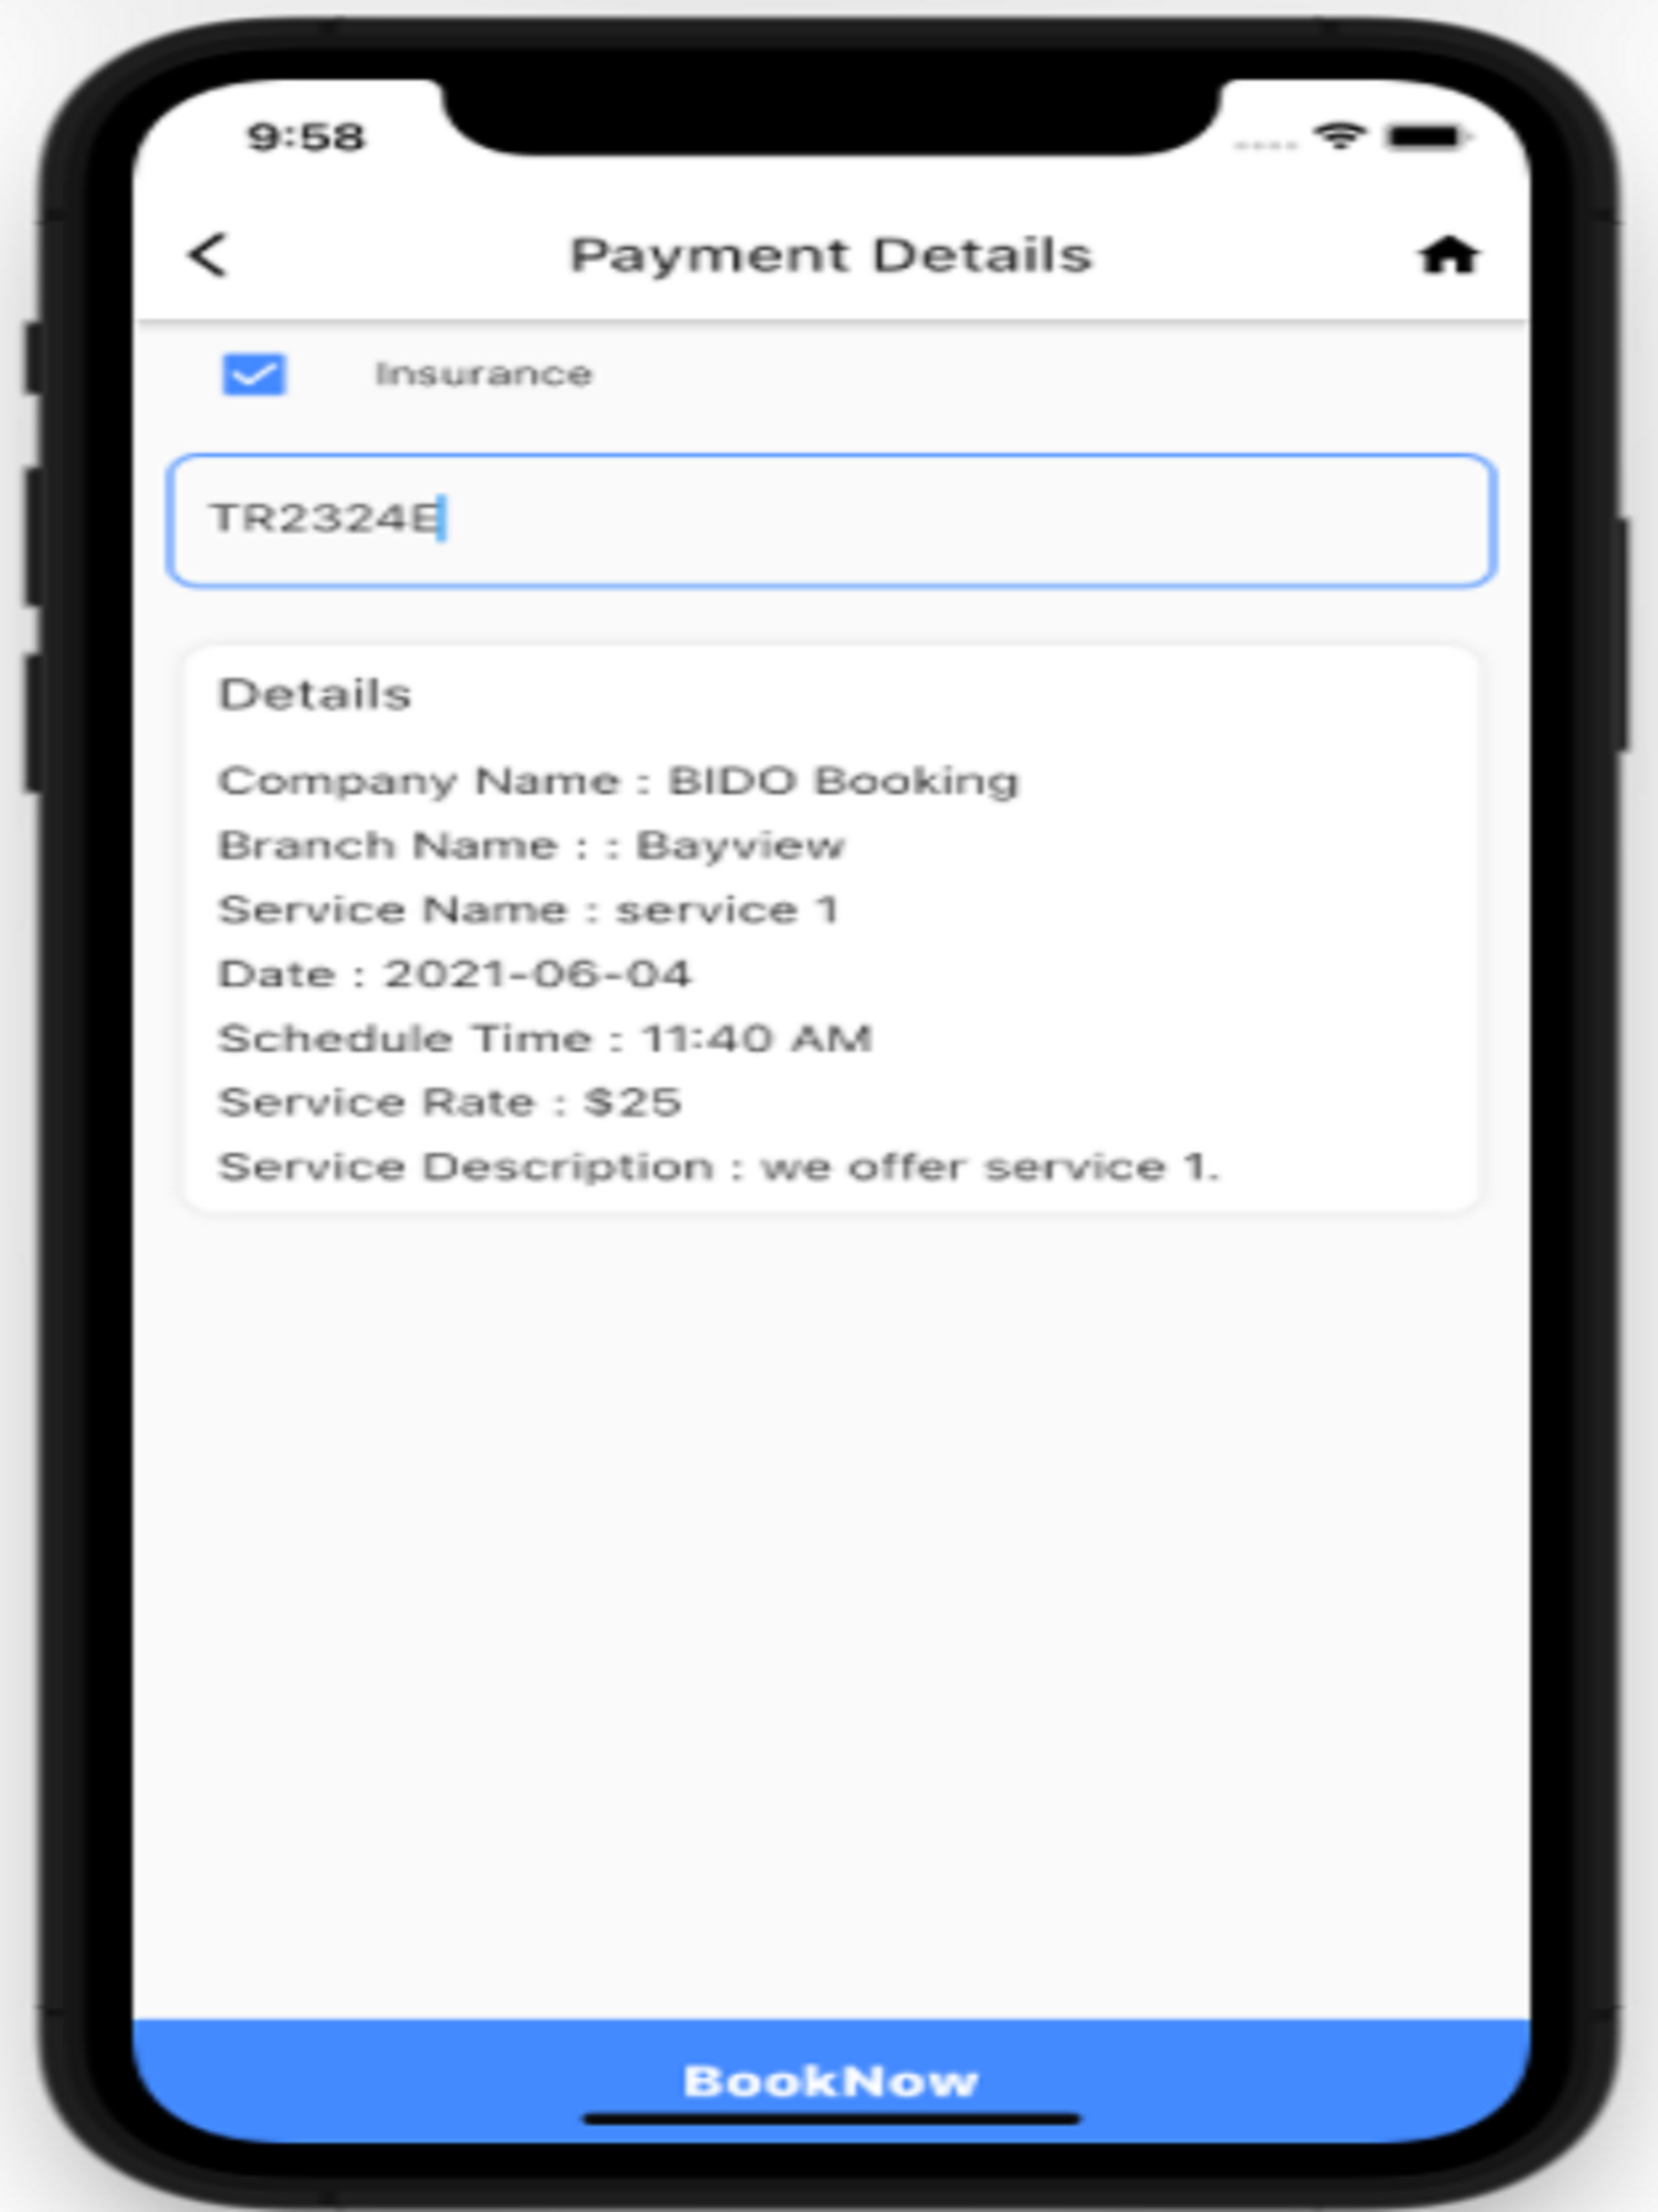 9:58
Payment Details
Insurance
TR2324E
Details
Company Name : BIDO Booking
Branch Name : : Bayview
Service Name : service 1
Date : 2021-06-04
Schedule Time : 11:40 AM
Service Rate : $25
Service Description : we offer service 1.
BookNow